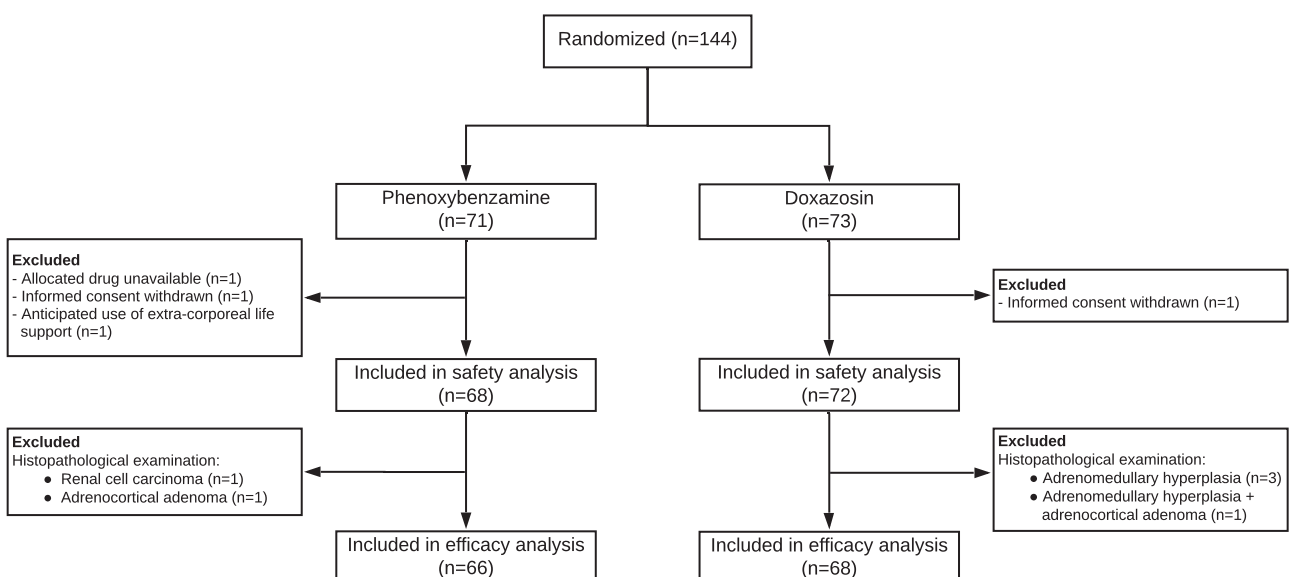 Randomized (n=144)
Phenoxybenzamine
(n=71)
Doxazosin
(n=73)
Excluded
- Allocated drug unavailable (n=1)
- Informed consent withdrawn (n=1)
- Anticipated use of extra-corporeal life
support (n=1)
Excluded
- Informed consent withdrawn (n=1)
Included in safety analysis
(n=68)
Included in safety analysis
(n=72)
Excluded
Histopathological examination:
● Renal cell carcinoma (n=1)
● Adrenocortical adenoma (n=1)
Excluded
Histopathological examination:
● Adrenomedullary hyperplasia (n=3)
● Adrenomedullary hyperplasia +
adrenocortical adenoma (n=1)
Included in efficacy analysis
(n=66)
Included in efficacy analysis
(n=68)